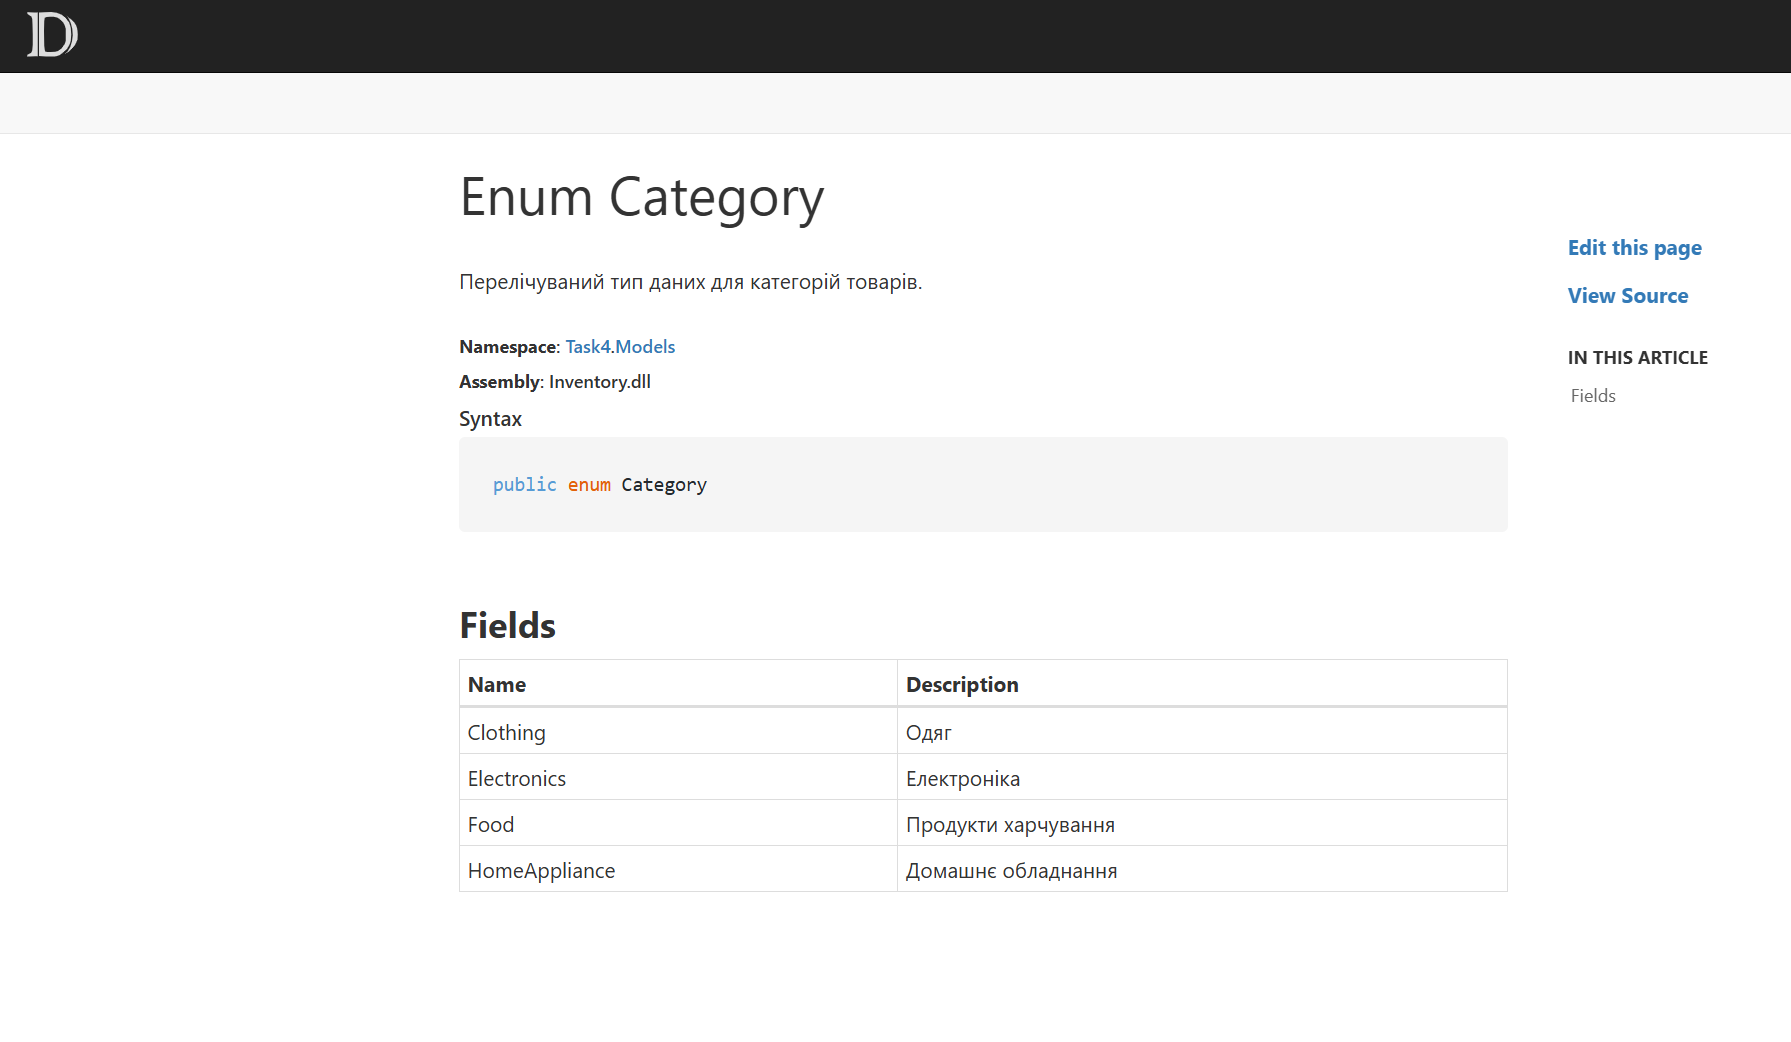 D
Enum Category
Перелічуваний тип даних для категорій товарів.
Namespace: Task4.Models
Assembly: Inventory.dll
Syntax
public enum Category
Fields
Name Description
Clothing Одяг
Electronics Електроніка
Food Продукти харчування
HomeAppliance Домашнє обладнання
Edit this page
View Source
IN THIS ARTICLE
Fields